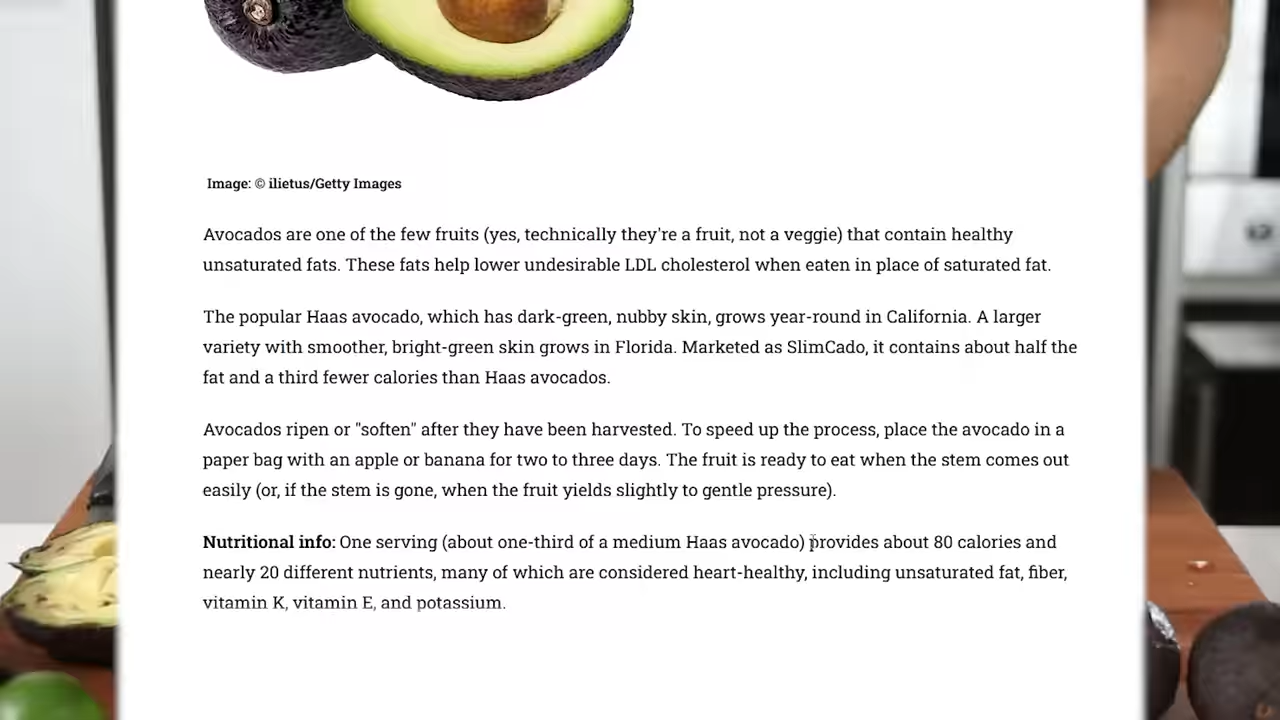 Image: © ilietus/Getty Images
Avocados are one of the few fruits (yes, technically they're a fruit, not a veggie) that contain healthy
unsaturated fats. These fats help lower undesirable LDL cholesterol when eaten in place of saturated fat.
The popular Haas avocado, which has dark-green, nubby skin, grows year-round in California. A larger
variety with smoother, bright-green skin grows in Florida. Marketed as SlimCado, it contains about half the
fat and a third fewer calories than Haas avocados.
Avocados ripen or "soften" after they have been harvested. To speed up the process, place the avocado in a
paper bag with an apple or banana for two to three days. The fruit is ready to eat when the stem comes out
easily (or, if the stem is gone, when the fruit yields slightly to gentle pressure).
Nutritional info: One serving (about one-third of a medium Haas avocado) provides about 80 calories and
nearly 20 different nutrients, many of which are considered heart-healthy, including unsaturated fat, fiber,
vitamin K, vitamin E, and potassium.